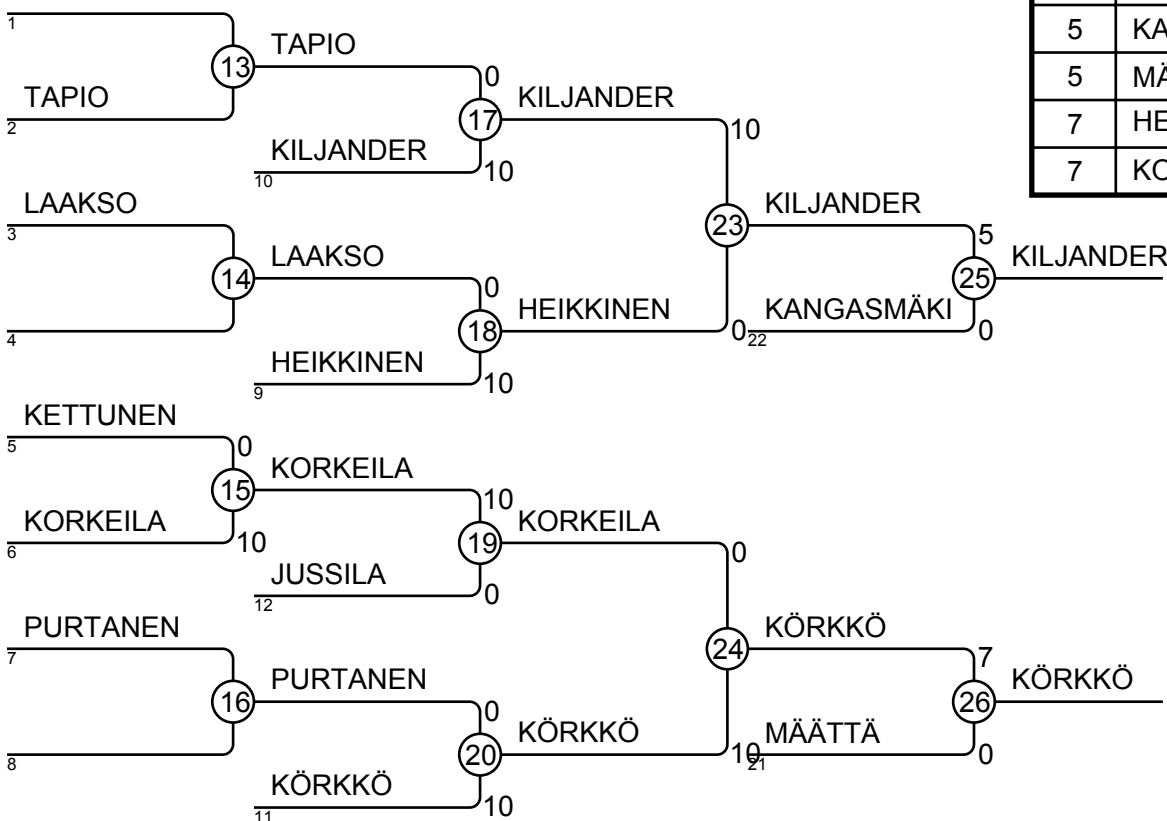 1
13
TAPIO
TAPIO
2
0
17
KILJANDER
KILJANDER
10
10
10
LAAKSO
3
14
LAAKSO
4
0
18
HEIKKINEN
HEIKKINEN
9
10
0
23
KILJANDER
5
25
KILJANDER
KANGASMÄKI
22
0
KETTUNEN
5
0
15
KORKEILA
KORKEILA
6
10
10
19
KORKEILA
JUSSILA
12
0
0
PURTANEN
7
16
PURTANEN
8
0
20
KÖRKKÖ
KÖRKKÖ
11
10
10
24
KÖRKKÖ
7
26
KÖRKKÖ
MÄÄTTÄ
21
0
5 KA
5 MÄ
7 HE
7